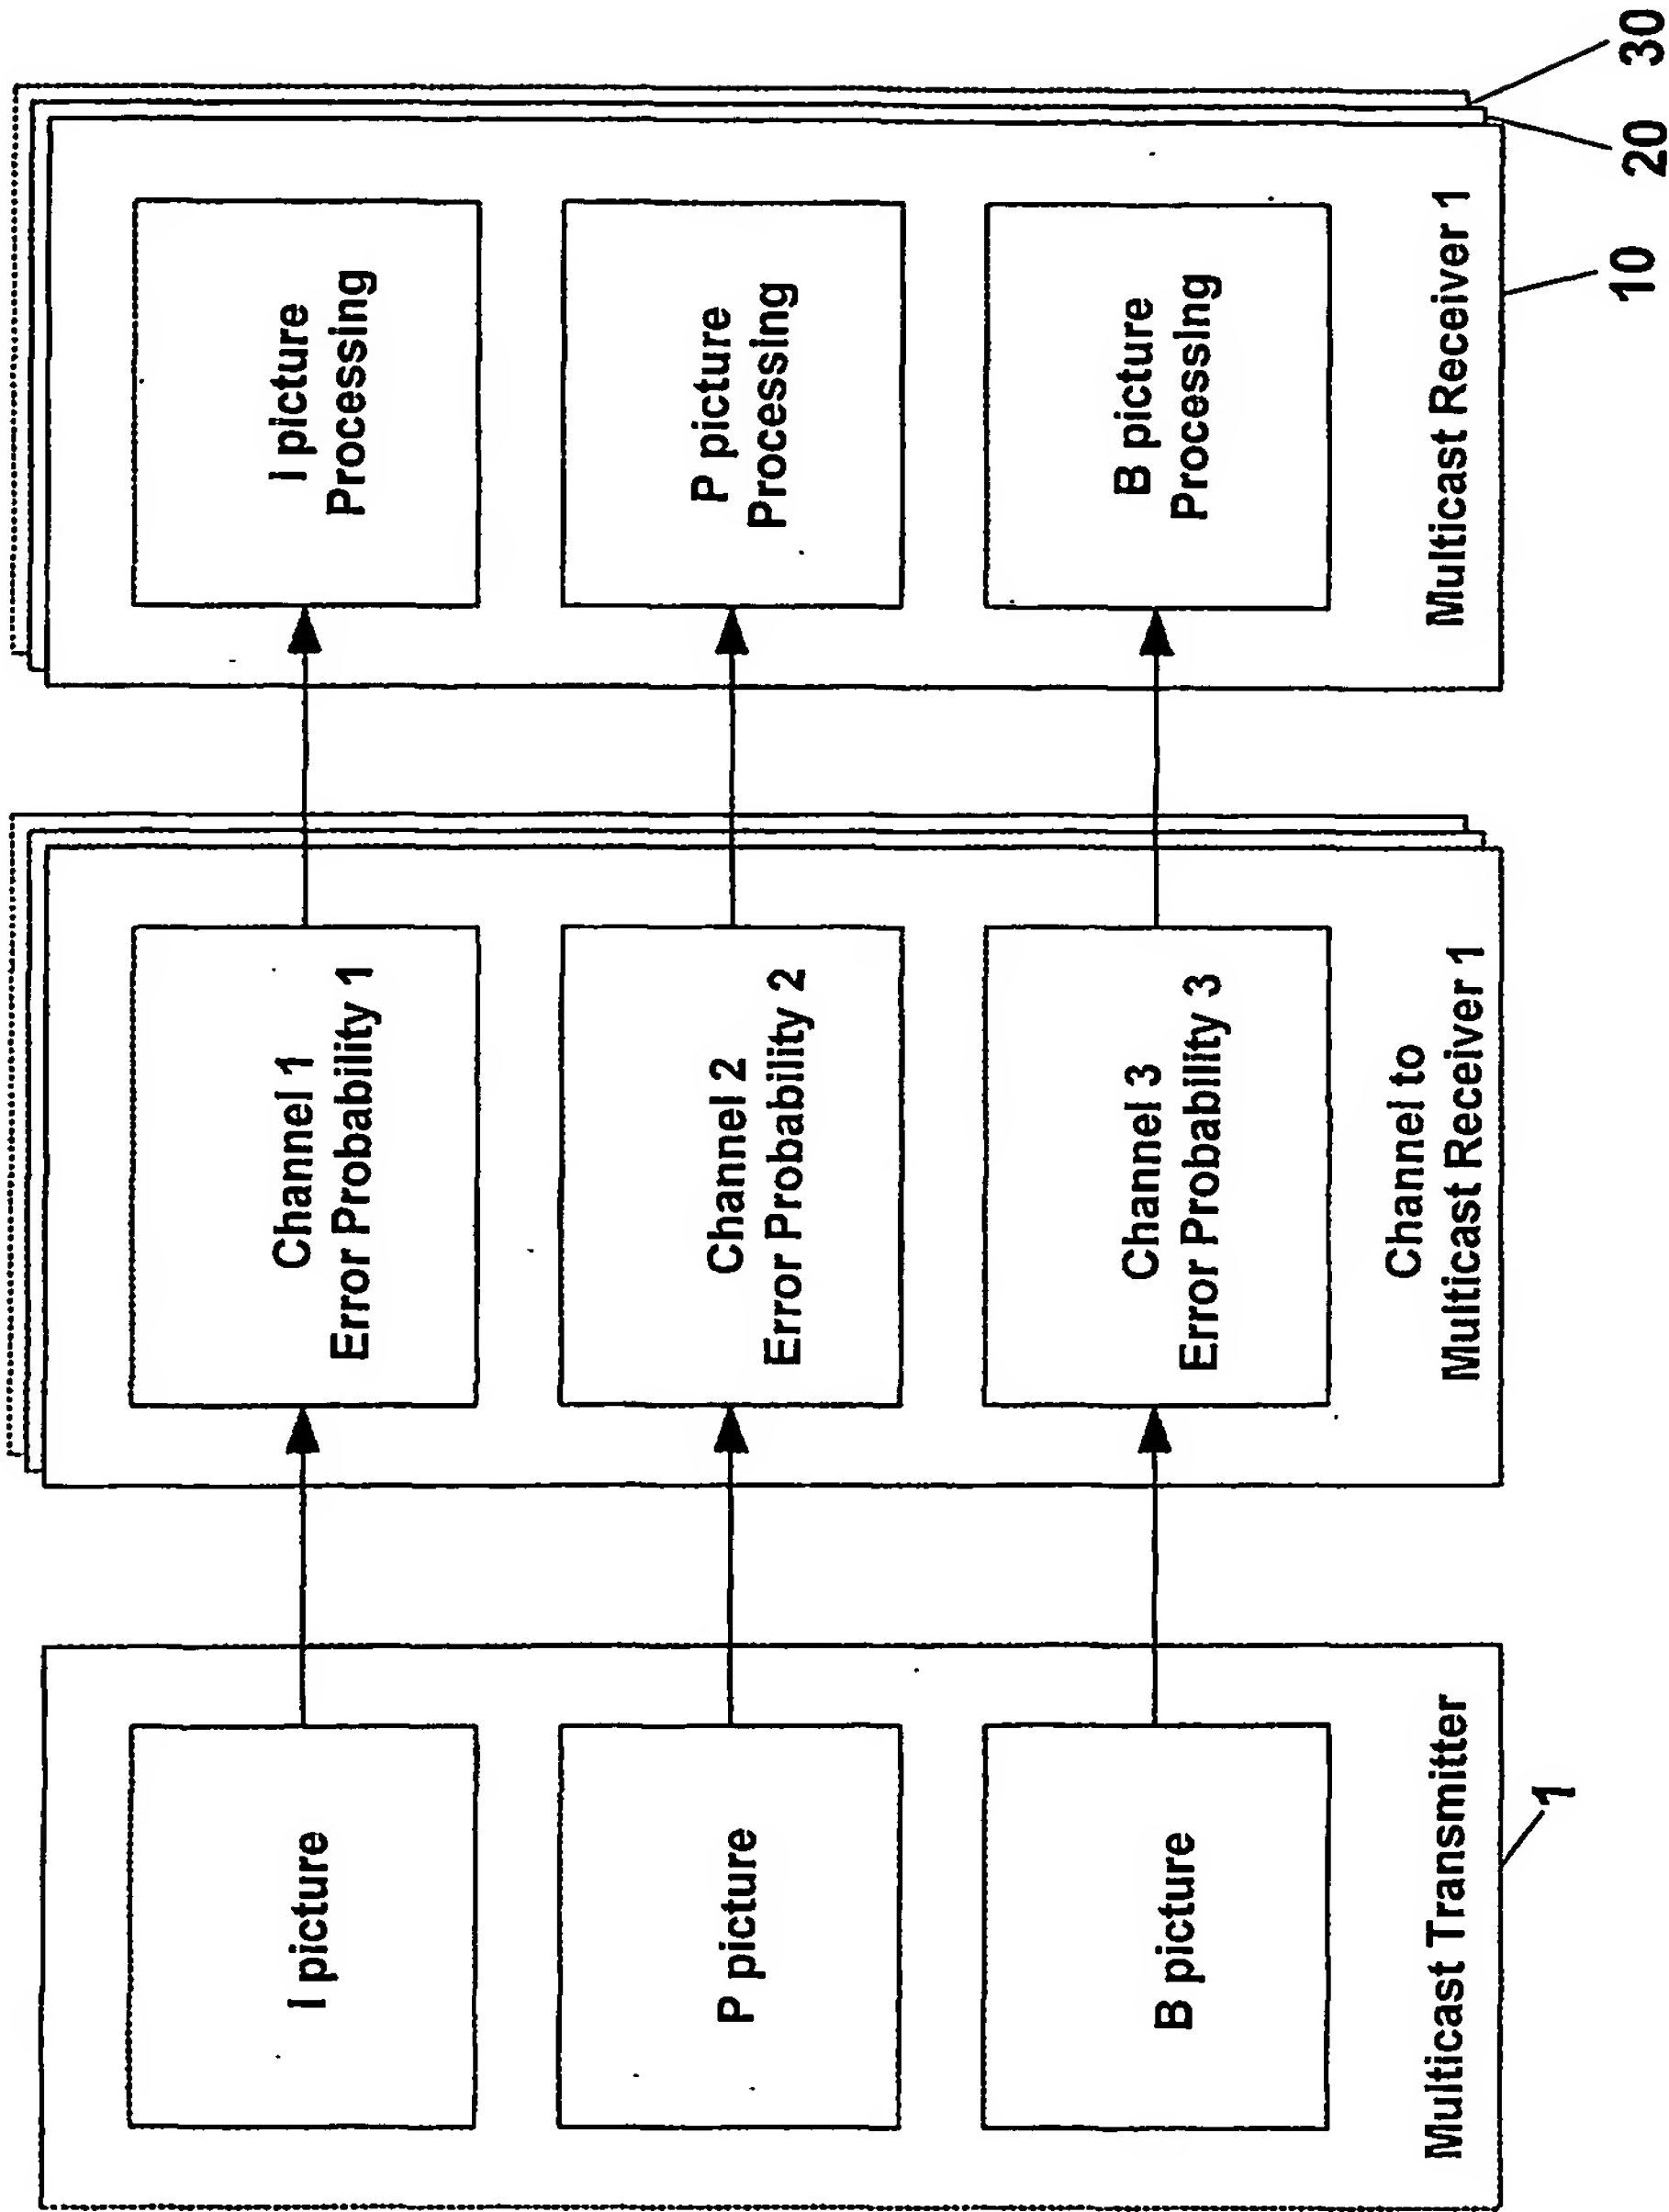 I picture
P picture
B picture
Multicast Transmitter
1
Channel 1
Error Probability 1
Channel 2
Error Probability 2
Channel 3
Error Probability 3
Channel to
Multicast Receiver 1
I picture
Processing
P picture
Processing
B picture
Processing
Multicast Receiver 1
10
20
30